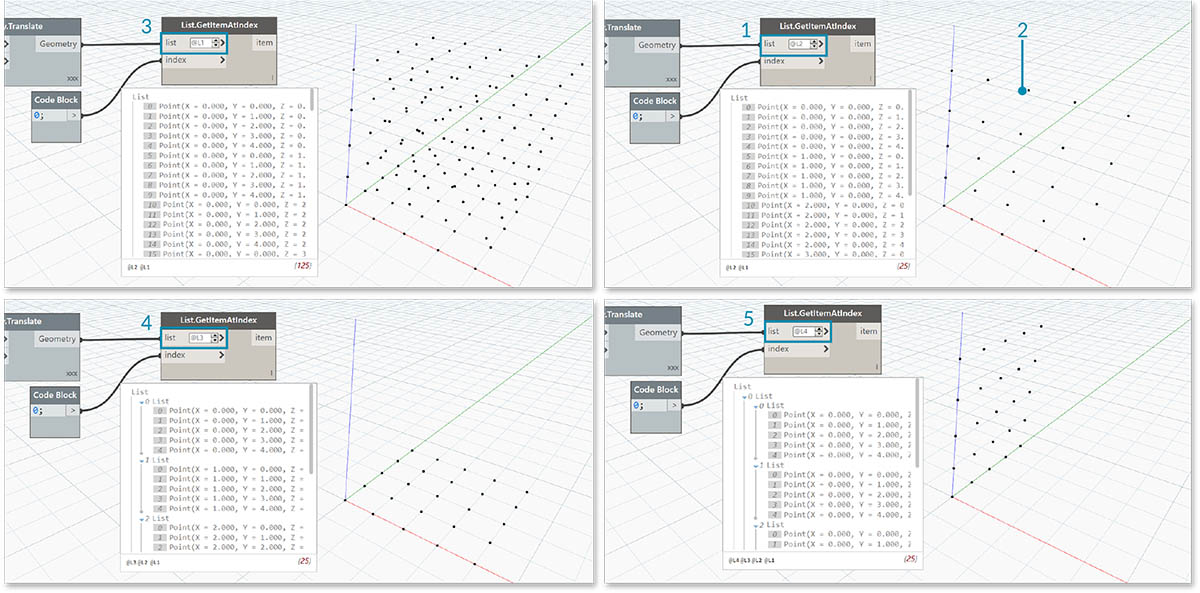 .Translate
3
List.GetItemAtIndex
Geometry
list @L1 > item
index >
xxx
l
Code Block
0; >
List
0 Point(X = 0.000, Y = 0.000, Z = 0.
1 Point(X = 0.000, Y = 1.000, Z = 0.
2 Point(X = 0.000, Y = 2.000, Z = 0.
3 Point(X = 0.000, Y = 3.000, Z = 0.
4 Point(X = 0.000, Y = 4.000, Z = 0.
5 Point(X = 0.000, Y = 0.000, Z = 1.
6 Point(X = 0.000, Y = 1.000, Z = 1.
7 Point(X = 0.000, Y = 2.000, Z = 1.
8 Point(X = 0.000, Y = 3.000, Z = 1.
9 Point(X = 0.000, Y = 4.000, Z = 1.
10 Point(X = 0.000, Y = 0.000, Z = 2
11 Point(X = 0.000, Y = 1.000, Z = 2
12 Point(X = 0.000, Y = 2.000, Z = 2
13 Point(X = 0.000, Y = 3.000, Z = 2
14 Point(X = 0.000, Y = 4.000, Z = 2
15 Point(X = 0.000, Y = 0.000, Z = 3
@L2 @L1 {125}
.Translate
1
List.GetItemAtIndex
2
Geometry
list @L2 > item
index >
xxx
l
Code Block
0; >
List
0 Point(X = 0.000, Y = 0.000, Z = 0.
1 Point(X = 0.000, Y = 0.000, Z = 1.
2 Point(X = 0.000, Y = 0.000, Z = 2.
3 Point(X = 0.000, Y = 0.000, Z = 3.
4 Point(X = 0.000, Y = 0.000, Z = 4.
5 Point(X = 1.000, Y = 0.000, Z = 0.
6 Point(X = 1.000, Y = 0.000, Z = 1.
7 Point(X = 1.000, Y = 0.000, Z = 2.
8 Point(X = 1.000, Y = 0.000, Z = 3.
9 Point(X = 1.000, Y = 0.000, Z = 4.
10 Point(X = 2.000, Y = 0.000, Z = 0
11 Point(X = 2.000, Y = 0.000, Z = 1
12 Point(X = 2.000, Y = 0.000, Z = 2
13 Point(X = 2.000, Y = 0.000, Z = 3
14 Point(X = 2.000, Y = 0.000, Z = 4
15 Point(X = 3.000, Y = 0.000, Z = 0
@L2 @L1 {25}
.Translate
4
List.GetItemAtIndex
Geometry
list @L3 > item
index >
xxx
l
Code Block
0; >
List
0 List
0 Point(X = 0.000, Y = 0.000, Z =
1 Point(X = 0.000, Y = 1.000, Z =
2 Point(X = 0.000, Y = 2.000, Z =
3 Point(X = 0.000, Y = 3.000, Z =
4 Point(X = 0.000, Y = 4.000, Z =
1 List
0 Point(X = 1.000, Y = 0.000, Z =
1 Point(X = 1.000, Y = 1.000, Z =
2 Point(X = 1.000, Y = 2.000, Z =
3 Point(X = 1.000, Y = 3.000, Z =
4 Point(X = 1.000, Y = 4.000, Z =
2 List
0 Point(X = 2.000, Y = 0.000, Z =
1 Point(X = 2.000, Y = 1.000, Z =
2 Point(X = 2.000, Y = 2.000, Z =
@L3 @L2 @L1 {25}
.Translate
5
List.GetItemAtIndex
Geometry
list @L4 > item
index >
xxx
l
Code Block
0; >
List
0 List
0 List
0 Point(X = 0.000, Y = 0.000, Z
1 Point(X = 0.000, Y = 1.000, Z
2 Point(X = 0.000, Y = 2.000, Z
3 Point(X = 0.000, Y = 3.000, Z
4 Point(X = 0.000, Y = 4.000, Z
1 List
0 Point(X = 0.000, Y = 0.000, Z
1 Point(X = 0.000, Y = 1.000, Z
2 Point(X = 0.000, Y = 2.000, Z
3 Point(X = 0.000, Y = 3.000, Z
4 Point(X = 0.000, Y = 4.000, Z
2 List
0 Point(X = 0.000, Y = 0.000, Z
1 Point(X = 0.000, Y = 1.000, Z
@L4 @L3 @L2 @L1 {25}